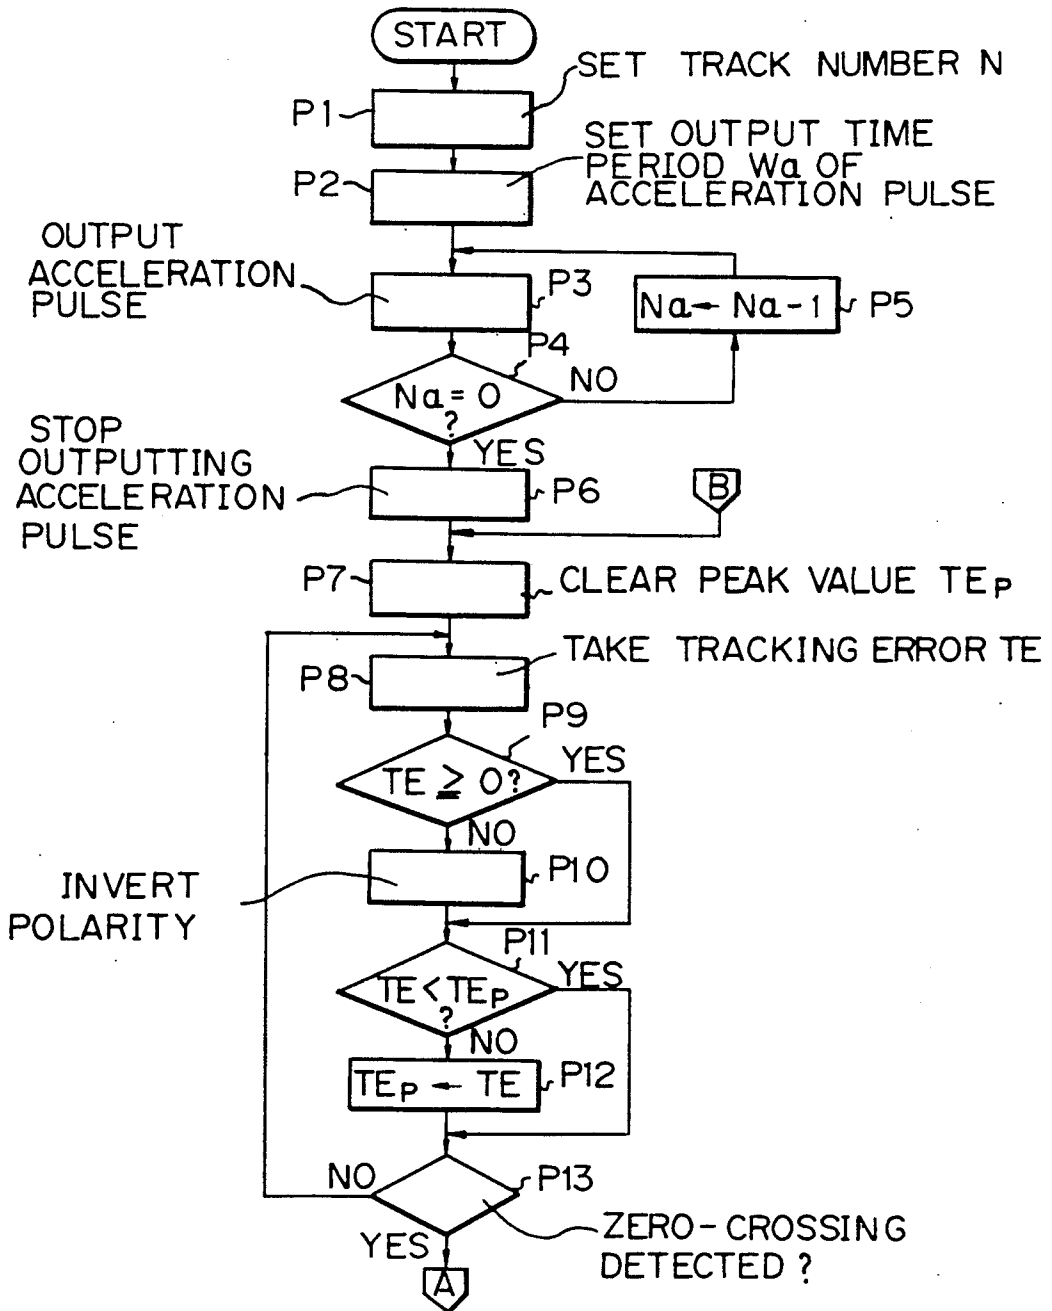 START
SET TRACK NUMBER N
P1
SET OUTPUT TIME
PERIOD Wa OF
ACCELERATION PULSE
P2
OUTPUT
ACCELERATION
PULSE
P3
Na ← Na - 1
P5
P4
Na = 0
?
NO
YES
STOP
OUTPUTTING
ACCELERATION
PULSE
P6
B
P7
CLEAR PEAK VALUE TEP
TAKE TRACKING ERROR TE
P8
P9
TE ≧ 0?
YES
NO
P10
INVERT
POLARITY
P11
TE < TEP
?
YES
NO
TEP ← TE
P12
NO
P13
YES
ZERO-CROSSING
DETECTED ?
A